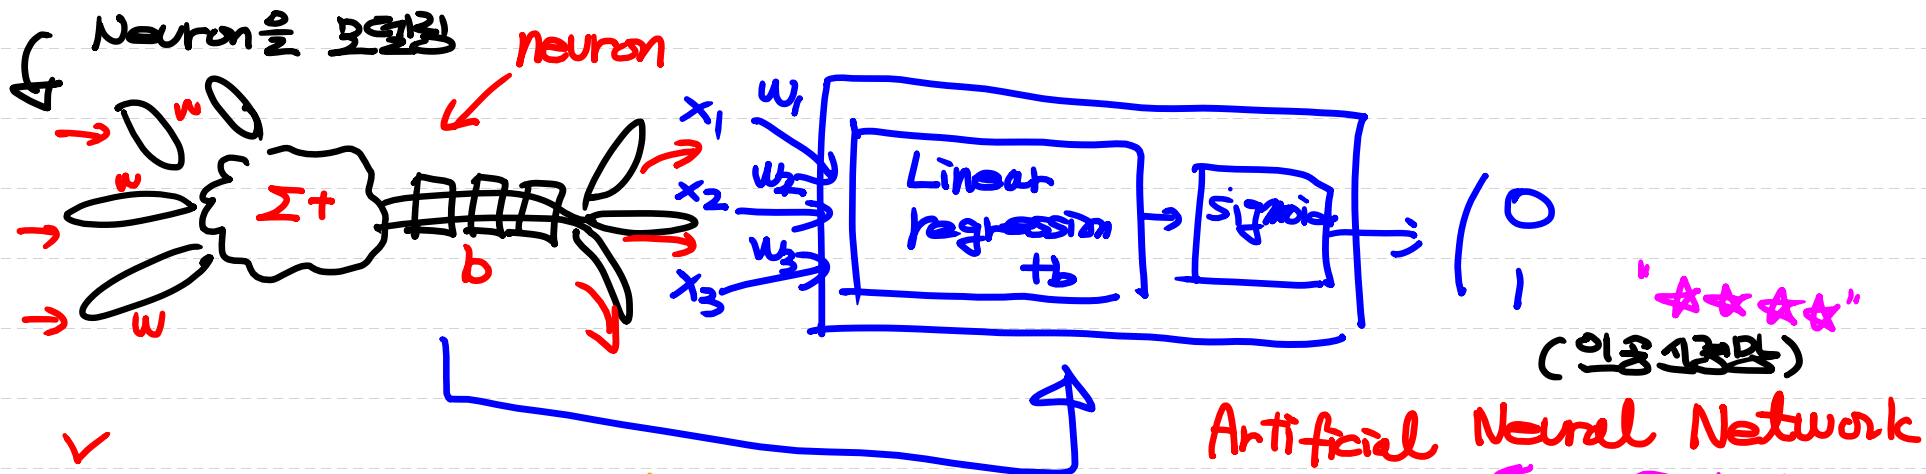 Neuron을 모델링
neuron
w
w
w
Σ+
b
x1
w1
x2
w2
x3
w3
Linear
regression
+b
sigmoid
0
1
(인공신경망)
Artificial Neural Network